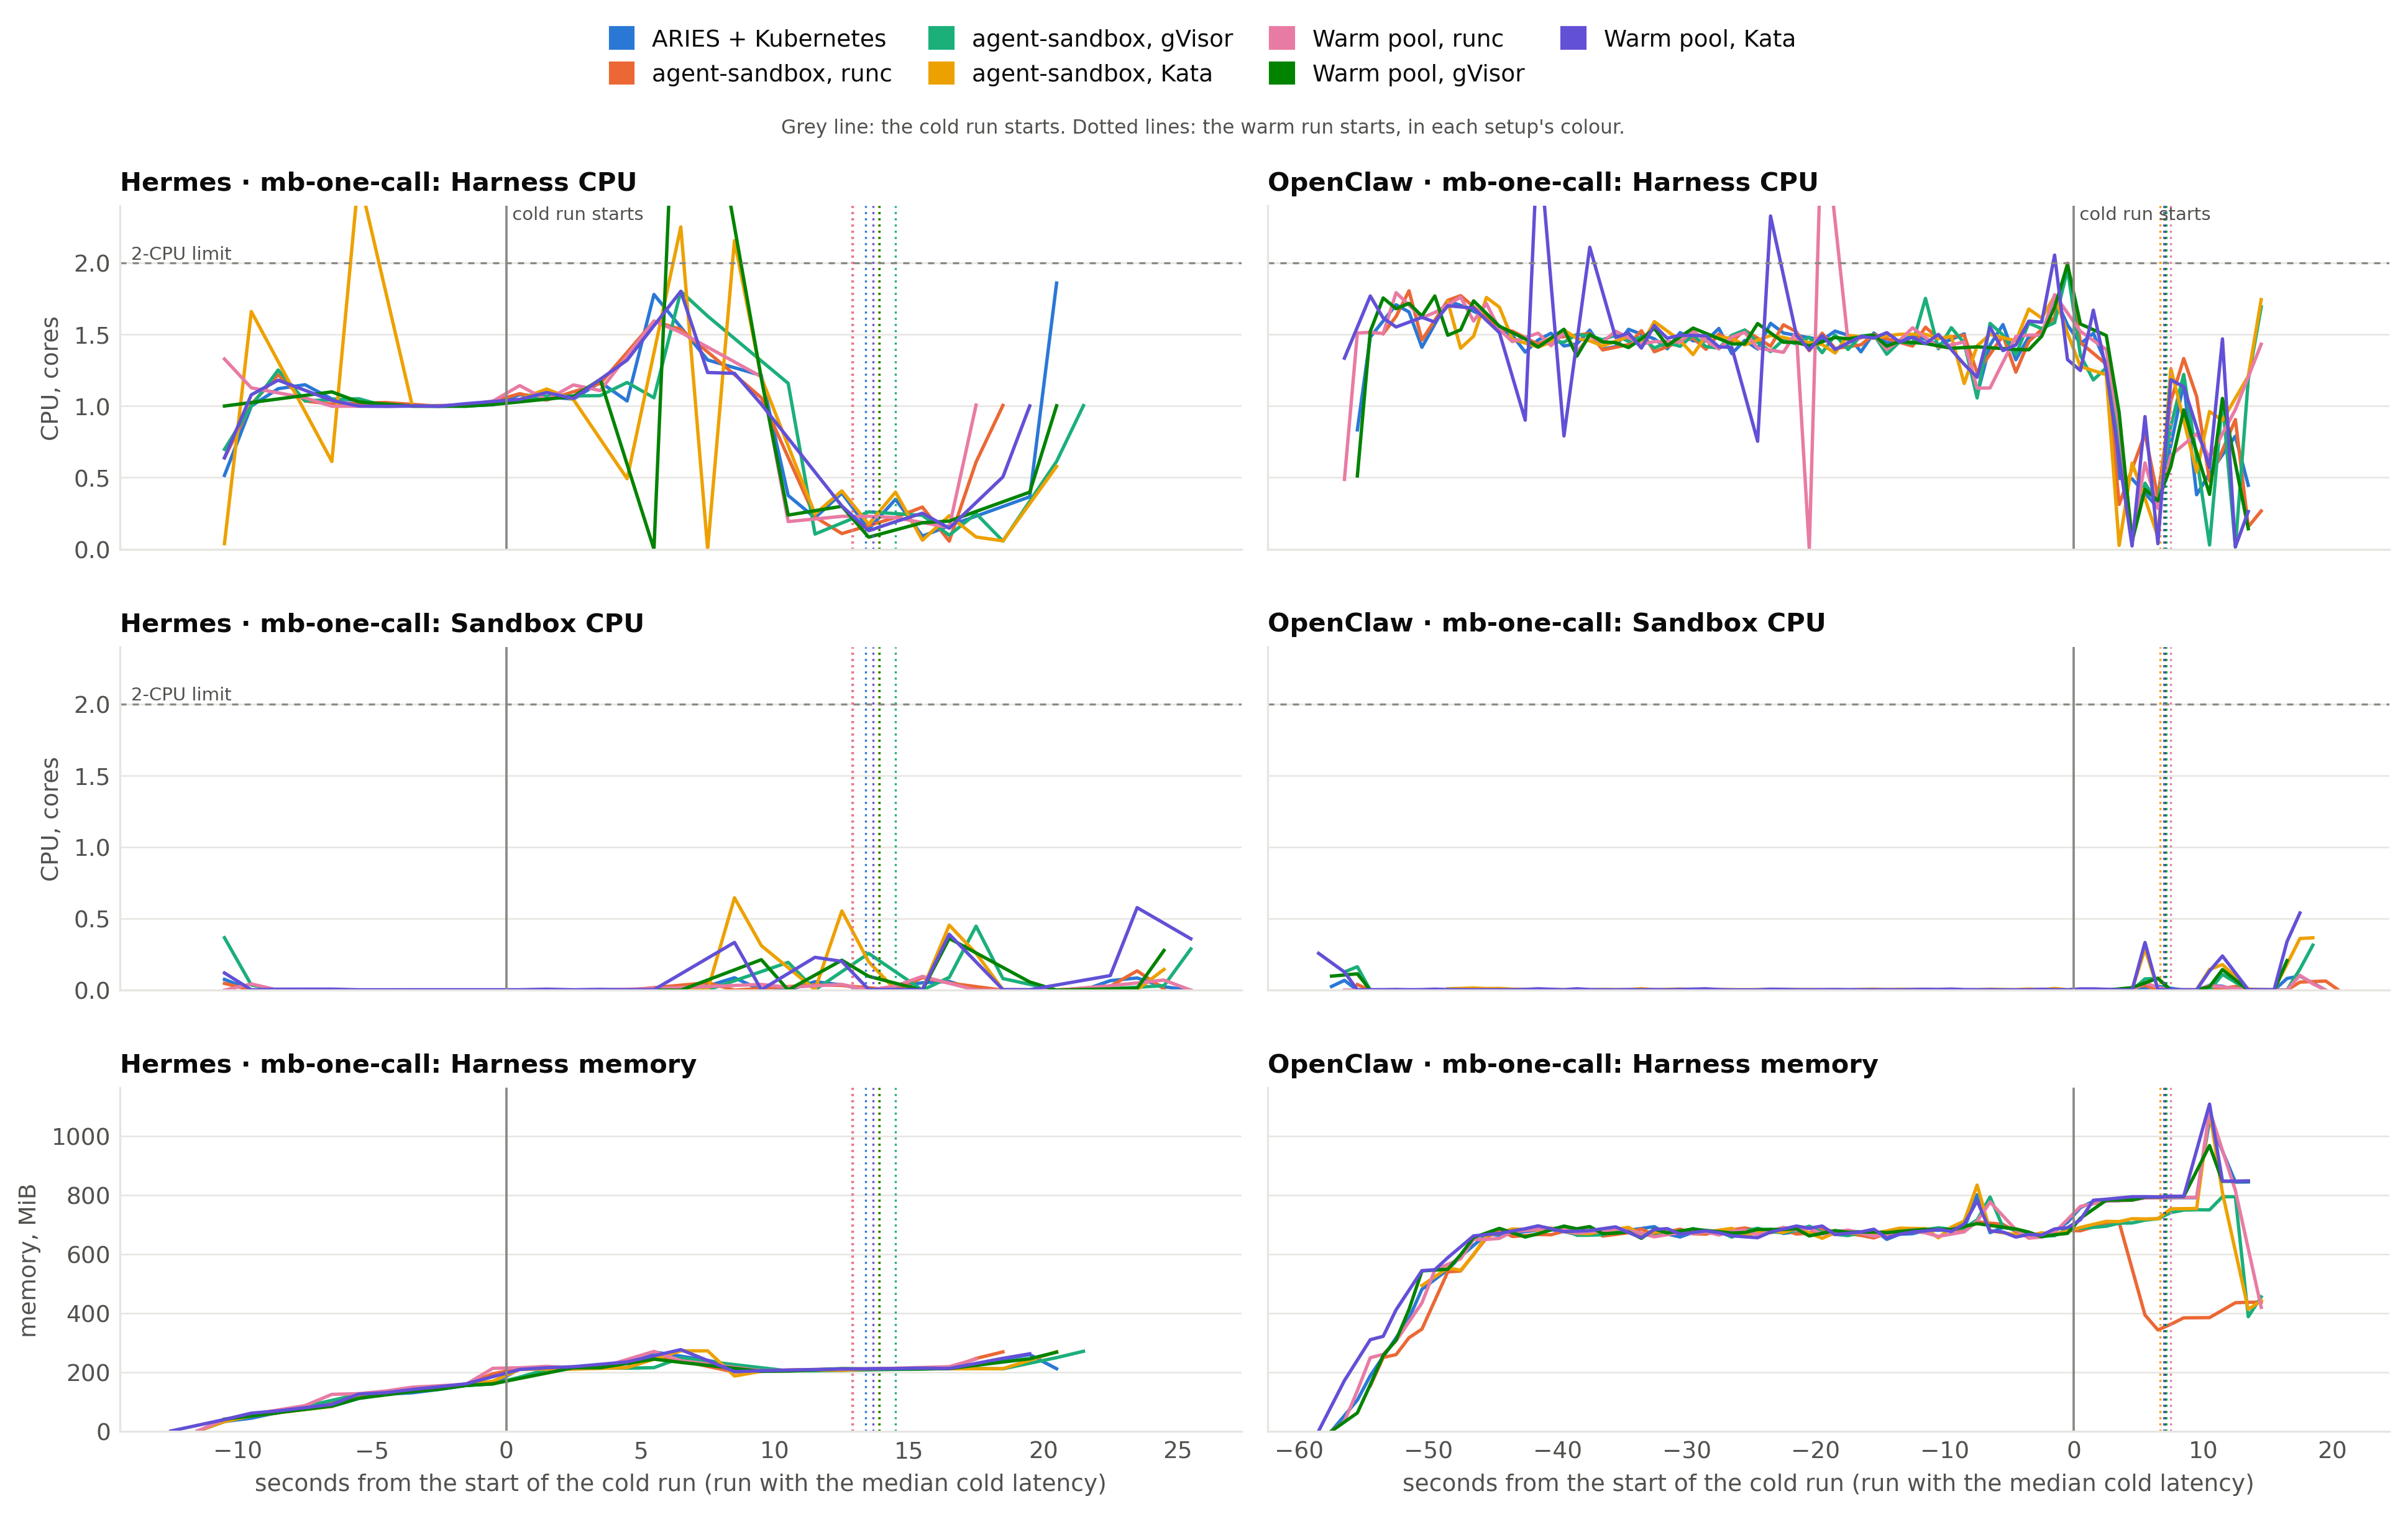 ARIES + Kubernetes
agent-sandbox, gVisor
Warm pool, runc
Warm pool, Kata
agent-sandbox, runc
agent-sandbox, Kata
Warm pool, gVisor
Grey line: the cold run starts. Dotted lines: the warm run starts, in each setup's colour.
Hermes · mb-one-call: Harness CPU
2.0
1.5
1.0
0.5
0.0
CPU, cores
2-CPU limit
cold run starts
OpenClaw · mb-one-call: Harness CPU
cold run starts
Hermes · mb-one-call: Sandbox CPU
2.0
1.5
1.0
0.5
0.0
CPU, cores
2-CPU limit
OpenClaw · mb-one-call: Sandbox CPU
Hermes · mb-one-call: Harness memory
1000
800
600
400
200
0
memory, MiB
−10 −5 0 5 10 15 20 25
seconds from the start of the cold run (run with the median cold latency)
OpenClaw · mb-one-call: Harness memory
−60 −50 −40 −30 −20 −10 0 10 20
seconds from the start of the cold run (run with the median cold latency)